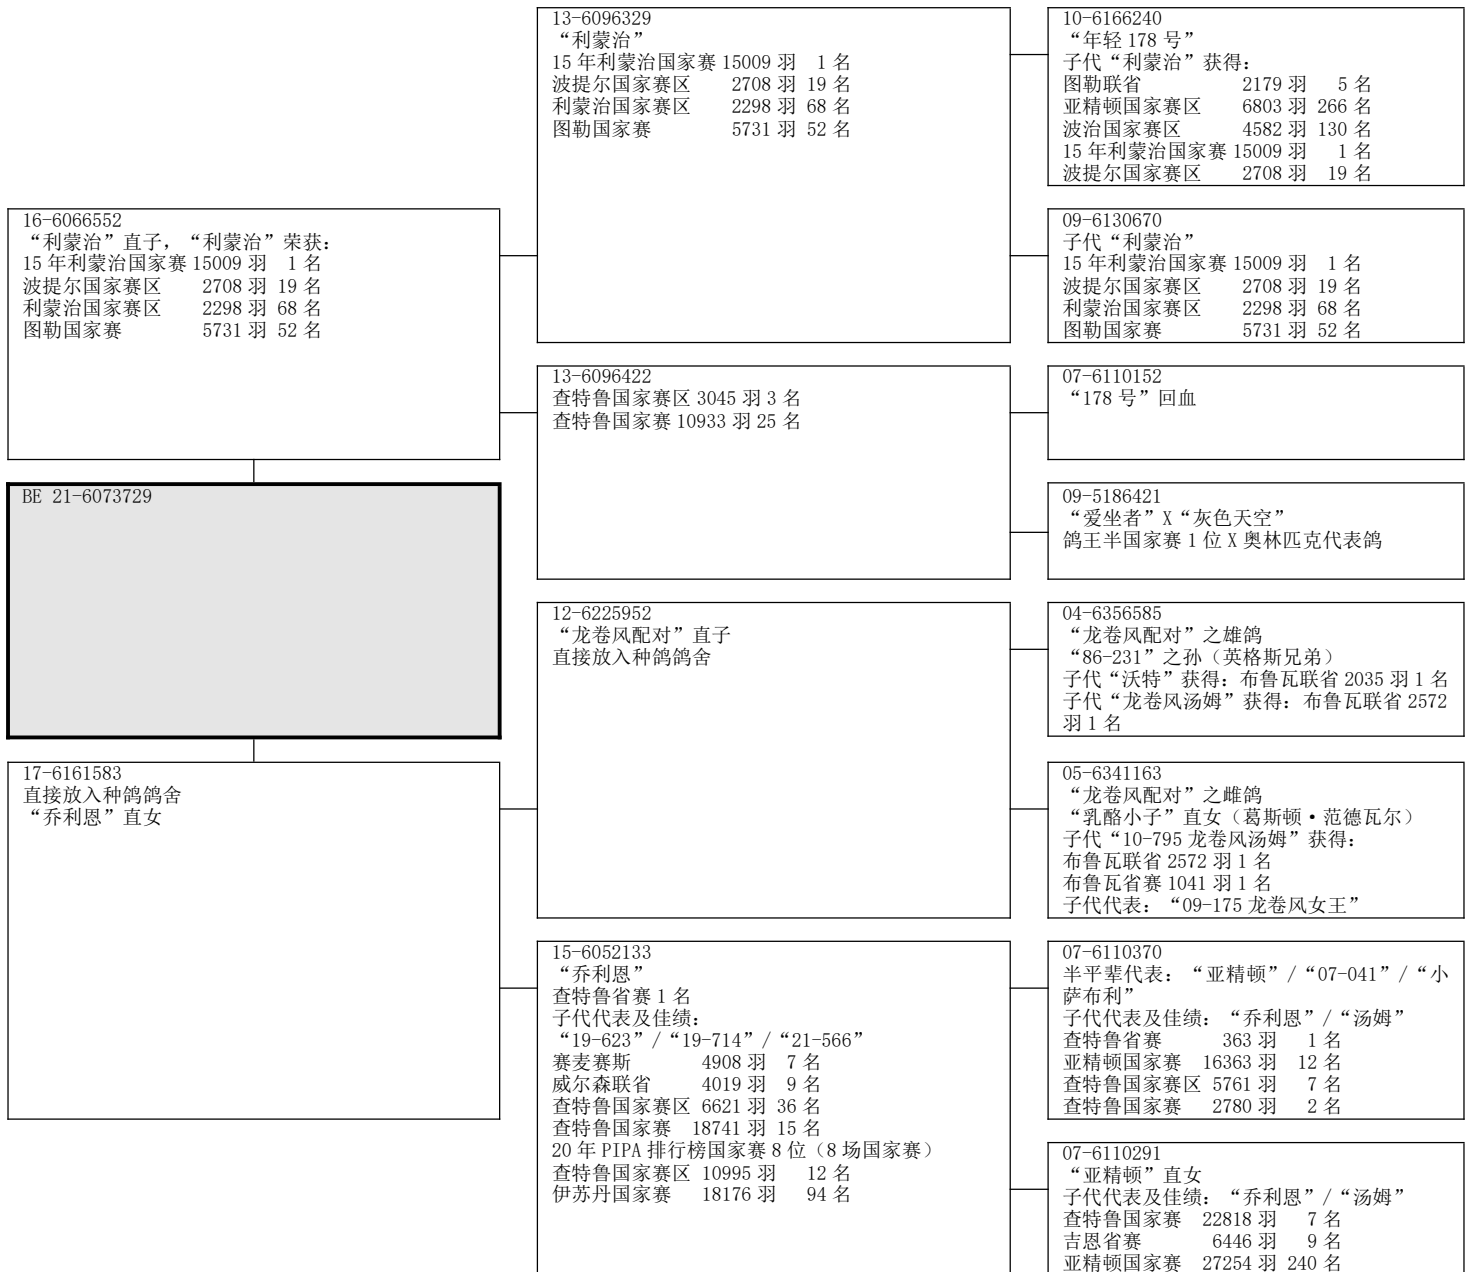 16-6066552
“利蒙治”直子，“利蒙治”荣获：
15 年利蒙治国家赛 15009 羽 1 名
波提尔国家赛区 2708 羽 19 名
利蒙治国家赛区 2298 羽 68 名
图勒国家赛 5731 羽 52 名
BE 21-6073729
17-6161583
直接放入种鸽鸽舍
“乔利恩”直女
13-6096329
“利蒙治”
15 年利蒙治国家赛 15009 羽 1 名
波提尔国家赛区 2708 羽 19 名
利蒙治国家赛区 2298 羽 68 名
图勒国家赛 5731 羽 52 名
13-6096422
查特鲁国家赛区 3045 羽 3 名
查特鲁国家赛 10933 羽 25 名
12-6225952
“龙卷风配对”直子
直接放入种鸽鸽舍
15-6052133
“乔利恩”
查特鲁省赛 1 名
子代代表及佳绩：
“19-623”/“19-714”/“21-566”
赛麦赛斯 4908 羽 7 名
威尔森联省 4019 羽 9 名
查特鲁国家赛区 6621 羽 36 名
查特鲁国家赛 18741 羽 15 名
20 年 PIPA 排行榜国家赛 8 位（8 场国家赛）
查特鲁国家赛区 10995 羽 12 名
伊苏丹国家赛 18176 羽 94 名
10-6166240
“年轻 178 号”
子代“利蒙治”获得：
图勒联省 2179 羽 5 名
亚精顿国家赛区 6803 羽 266 名
波治国家赛区 4582 羽 130 名
15 年利蒙治国家赛 15009 羽 1 名
波提尔国家赛区 2708 羽 19 名
09-6130670
子代“利蒙治”
15 年利蒙治国家赛 15009 羽 1 名
波提尔国家赛区 2708 羽 19 名
利蒙治国家赛区 2298 羽 68 名
图勒国家赛 5731 羽 52 名
07-6110152
“178 号”回血
09-5186421
“爱坐者”X“灰色天空”
鸽王半国家赛 1 位 X 奥林匹克代表鸽
04-6356585
“龙卷风配对”之雄鸽
“86-231”之孙（英格斯兄弟）
子代“沃特”获得：布鲁瓦联省 2035 羽 1 名
子代“龙卷风汤姆”获得：布鲁瓦联省 2572
羽 1 名
05-6341163
“龙卷风配对”之雌鸽
“乳酪小子”直女（葛斯顿•范德瓦尔）
子代“10-795 龙卷风汤姆”获得：
布鲁瓦联省 2572 羽 1 名
布鲁瓦省赛 1041 羽 1 名
子代代表：“09-175 龙卷风女王”
07-6110370
半平辈代表：“亚精顿”/“07-041”/“小
萨布利”
子代代表及佳绩：“乔利恩”/“汤姆”
查特鲁省赛 363 羽 1 名
亚精顿国家赛 16363 羽 12 名
查特鲁国家赛区 5761 羽 7 名
查特鲁国家赛 2780 羽 2 名
07-6110291
“亚精顿”直女
子代代表及佳绩：“乔利恩”/“汤姆”
查特鲁国家赛 22818 羽 7 名
吉恩省赛 6446 羽 9 名
亚精顿国家赛 27254 羽 240 名